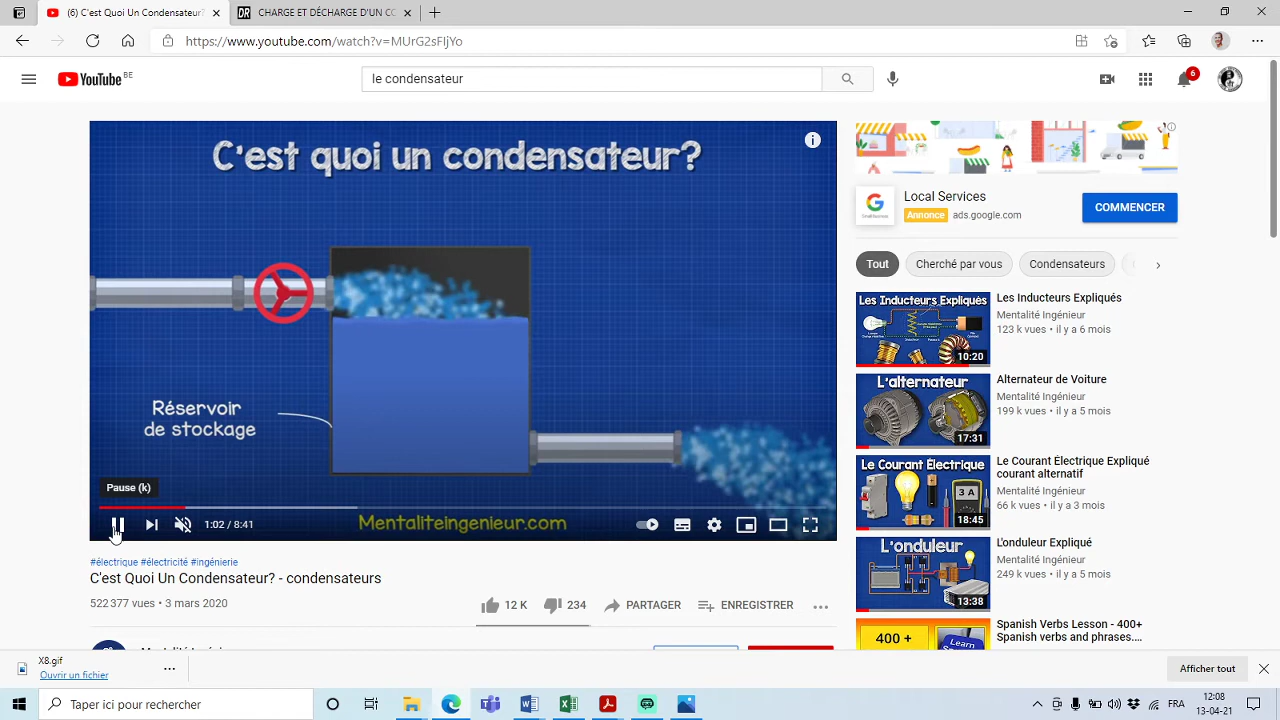 (6) C'est Quoi Un Condensateur?
CHARGE ET DÉCHARGE D'UN CO
https://www.youtube.com/watch?v=MUrG2sFIjYo
YouTube BE
le condensateur
6
C'est quoi un condensateur?
Réservoir
de stockage
Pause (k)
1:02 / 8:41
Mentaliteingenieur.com
#électrique #électricité #ingénierie
C'est Quoi Un Condensateur? - condensateurs
522 377 vues • 3 mars 2020
12 K
234
PARTAGER
ENREGISTRER
Local Services
Annonce
ads.google.com
COMMENCER
Tout
Cherché par vous
Condensateurs
Les Inducteurs Expliqués
10:20
Les Inducteurs Expliqués
Mentalité Ingénieur
123 k vues • il y a 6 mois
L'alternateur
17:31
Alternateur de Voiture
Mentalité Ingénieur
199 k vues • il y a 5 mois
Le Courant Électrique
3 A
18:45
Le Courant Électrique Expliqué
courant alternatif
Mentalité Ingénieur
66 k vues • il y a 3 mois
L'onduleur
13:38
L'onduleur Expliqué
Mentalité Ingénieur
249 k vues • il y a 5 mois
400 +
Learn
Spanish Verbs Lesson - 400+
Spanish verbs and phrases....
X8.gif
Ouvrir un fichier
Afficher tout
Taper ici pour rechercher
FRA
12:08
13-04-21